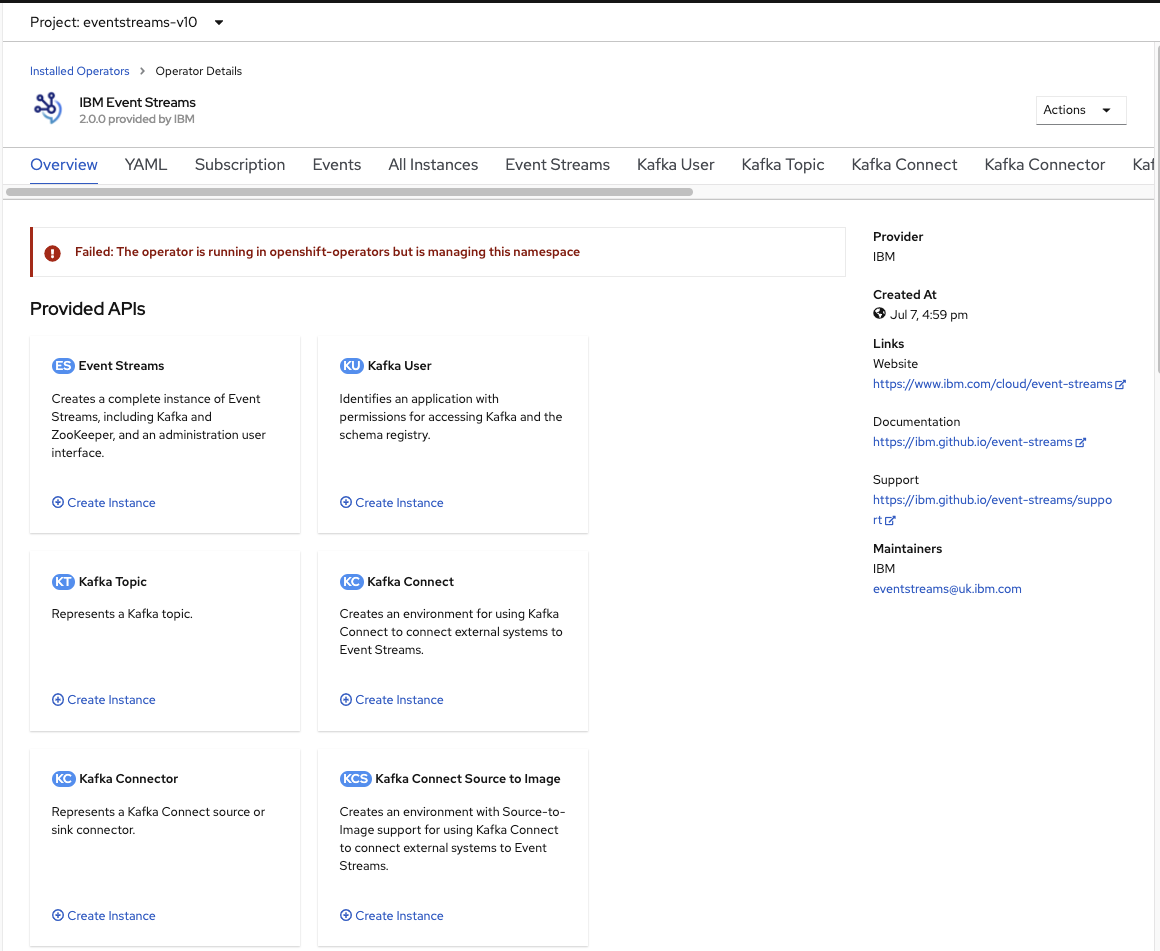 Project: eventstreams-v10
Installed Operators > Operator Details
IBM Event Streams
2.0.0 provided by IBM
Actions
Overview YAML Subscription Events All Instances Event Streams Kafka User Kafka Topic Kafka Connect Kafka Connector Kaf
Failed: The operator is running in openshift-operators but is managing this namespace
Provided APIs
ES Event Streams
Creates a complete instance of Event
Streams, including Kafka and
ZooKeeper, and an administration user
interface.
Create Instance
KU Kafka User
Identifies an application with
permissions for accessing Kafka and the
schema registry.
Create Instance
KT Kafka Topic
Represents a Kafka topic.
Create Instance
KC Kafka Connect
Creates an environment for using Kafka
Connect to connect external systems to
Event Streams.
Create Instance
KC Kafka Connector
Represents a Kafka Connect source or
sink connector.
Create Instance
KCS Kafka Connect Source to Image
Creates an environment with Source-to-
Image support for using Kafka Connect
to connect external systems to Event
Streams.
Create Instance
Provider
IBM
Created At
Jul 7, 4:59 pm
Links
Website
https://www.ibm.com/cloud/event-streams
Documentation
https://ibm.github.io/event-streams
Support
https://ibm.github.io/event-streams/suppo
rt
Maintainers
IBM
eventstreams@uk.ibm.com